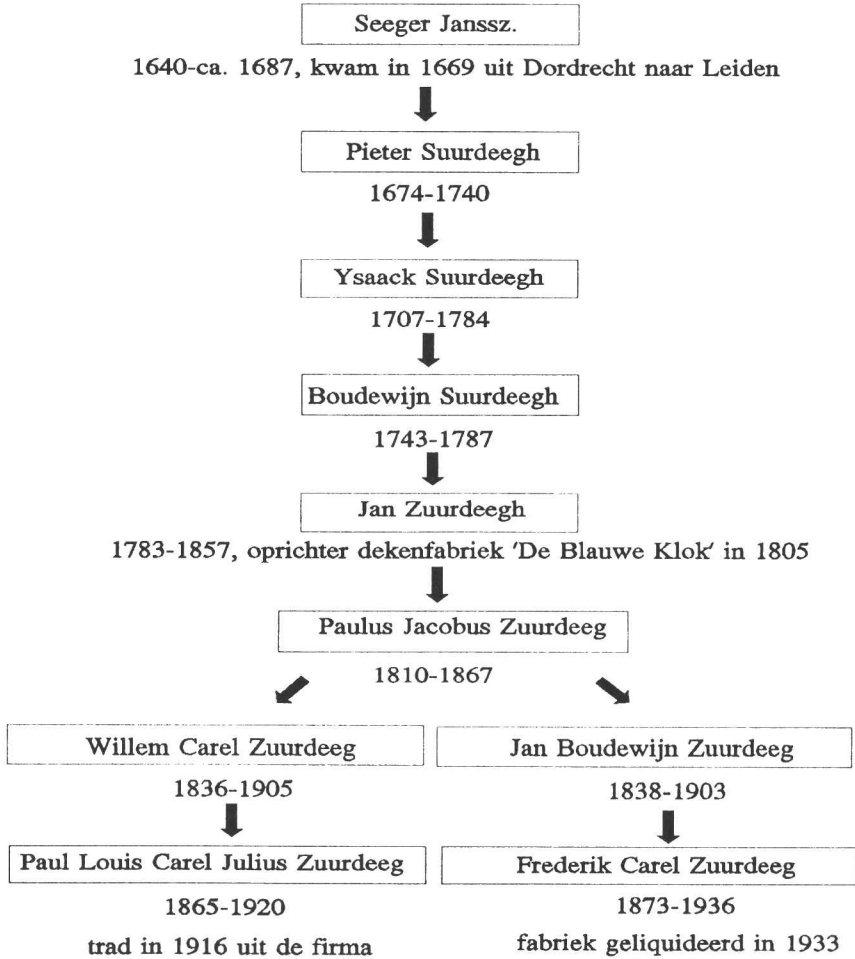 Seeger Janssz.
1640-ca. 1687, kwam in 1669 uit Dordrecht naar Leiden
Pieter Suurdeegh
1674-1740
Ysaack Suurdeegh
1707-1784
Boudewijn Suurdeegh
1743-1787
Jan Zuurdeegh
1783-1857, oprichter dekenfabriek 'De Blauwe Klok' in 1805
Paulus Jacobus Zuurdeeg
1810-1867
Willem Carel Zuurdeeg
1836-1905
Paul Louis Carel Julius Zuurdeeg
1865-1920
trad in 1916 uit de firma
Jan Boudewijn Zuurdeeg
1838-1903
Frederik Carel Zuurdeeg
1873-1936
fabriek geliquideerd in 1933